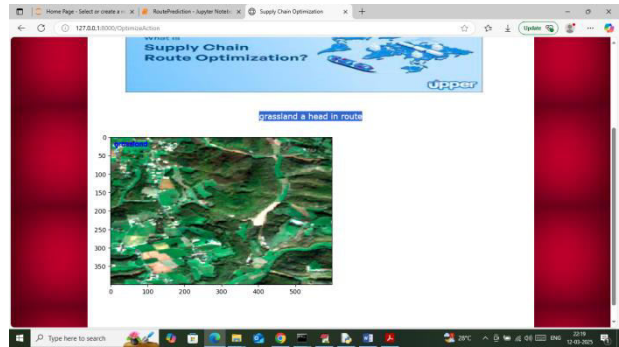 Home Page - Select or create a n
RoutePrediction - Jupyter Noteb
Supply Chain Optimization
127.0.0.1:8000/OptimizeAction
Update
What is
Supply Chain
Route Optimization?
upper
grassland a head in route
grassland
0
50
100
150
200
250
300
350
0
100
200
300
400
500
Type here to search
28°C
ENG
22:19
12-03-2025